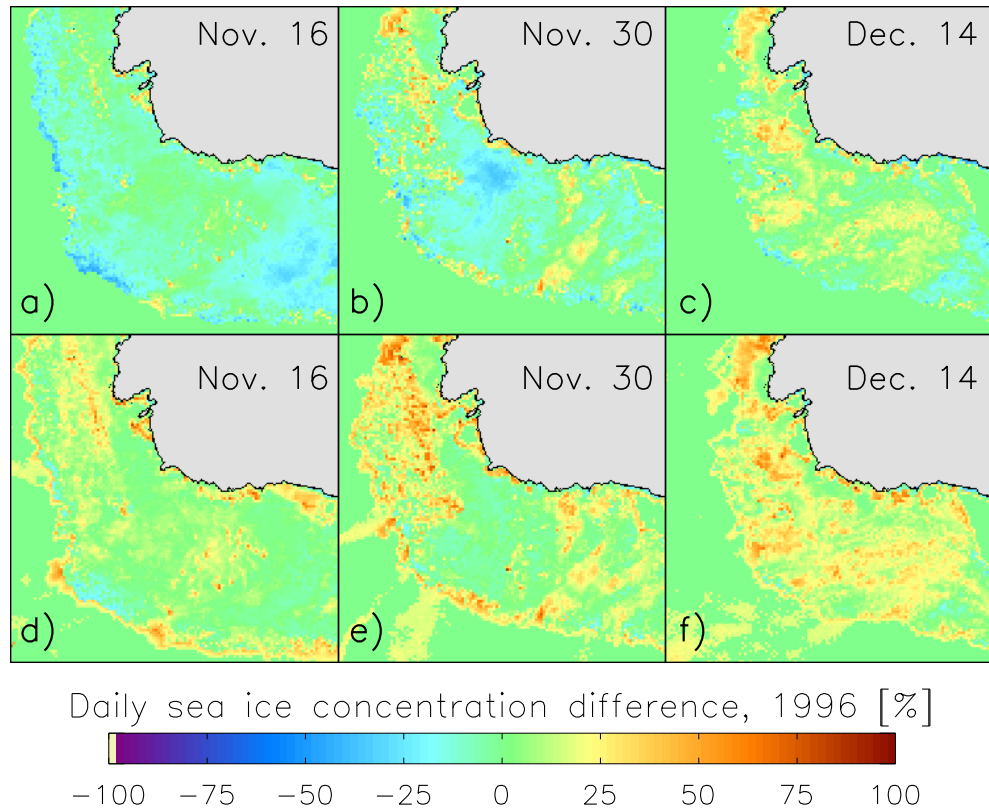 Nov. 16
Nov. 30
Dec. 14
a)
b)
c)
Nov. 16
Nov. 30
Dec. 14
d)
e)
f)
Daily sea ice concentration difference, 1996 [%]
−100 −75 −50 −25 0 25 50 75 100